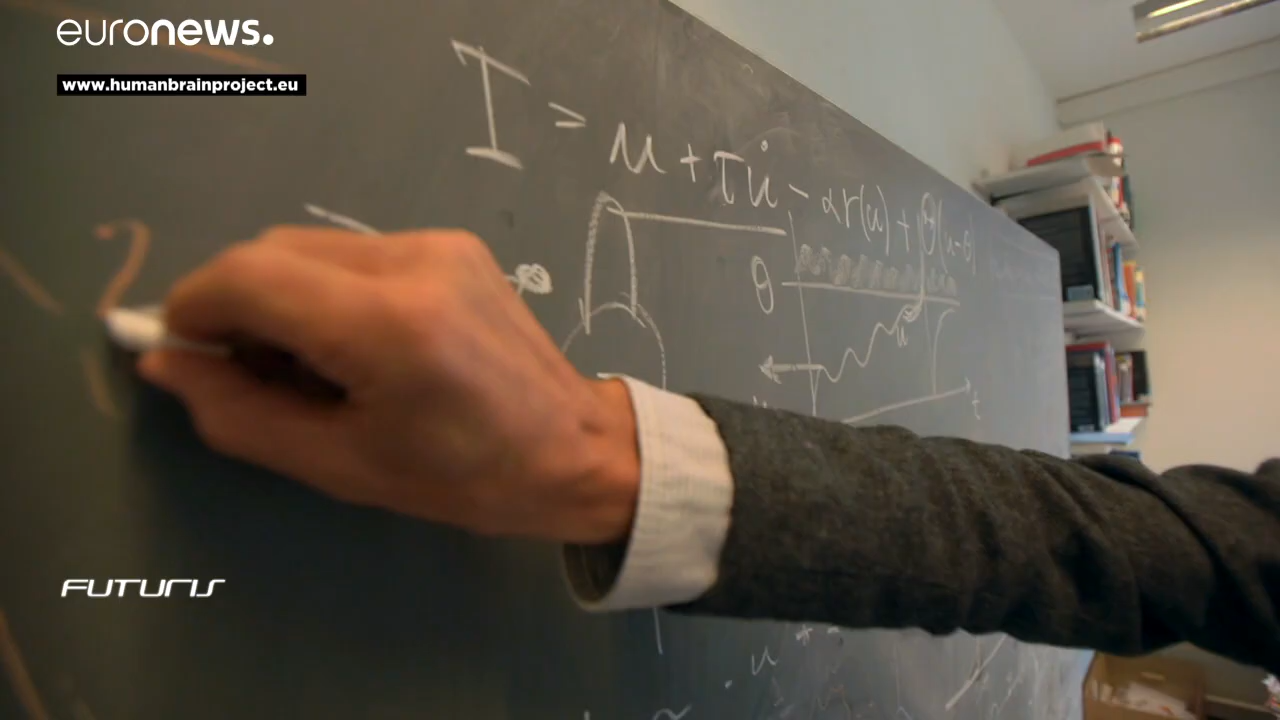 euronews.
www.humanbrainproject.eu
I = u + τu̇ - αr(u) + θ(u-θ)
θ
u
t
FUTURIS
u